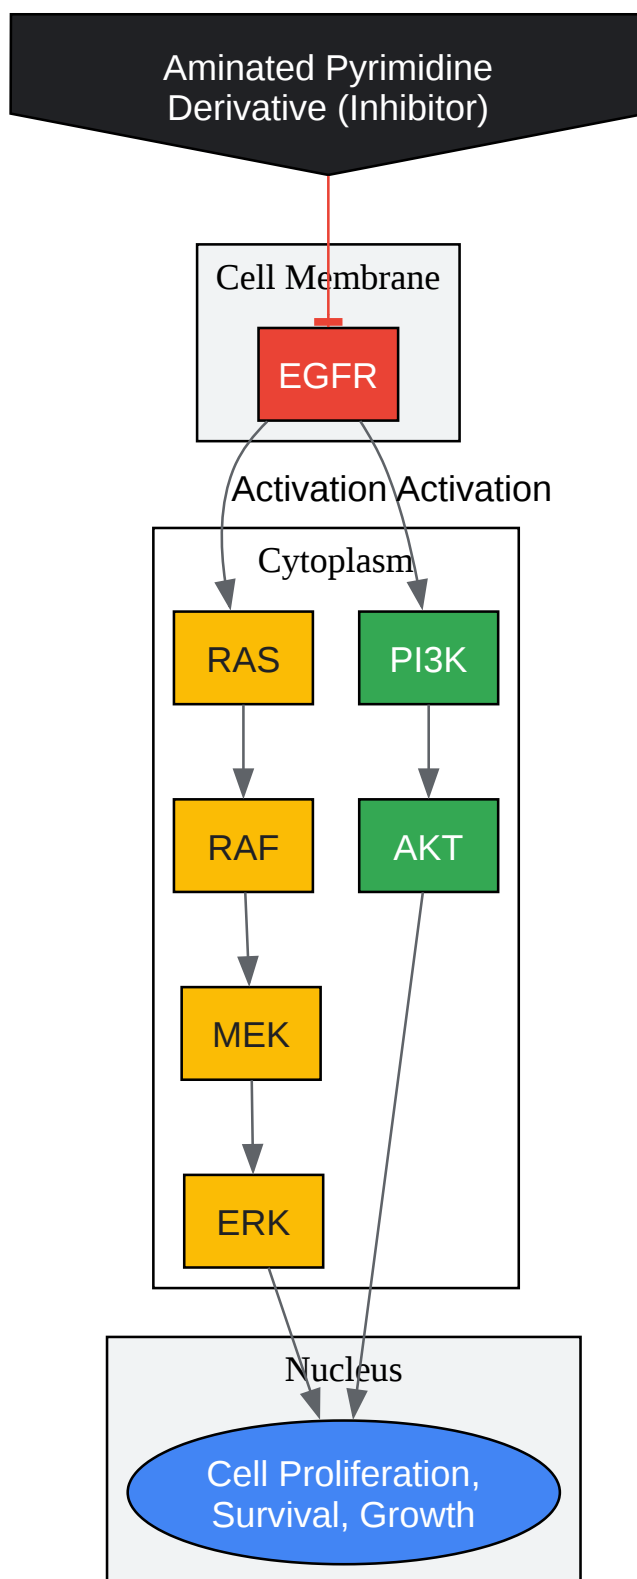 Aminated Pyrimidine
Derivative (Inhibitor)
Cell Membrane
EGFR
Activation Activation
Cytoplasm
RAS
PI3K
RAF
AKT
MEK
ERK
Nucleus
Cell Proliferation,
Survival, Growth